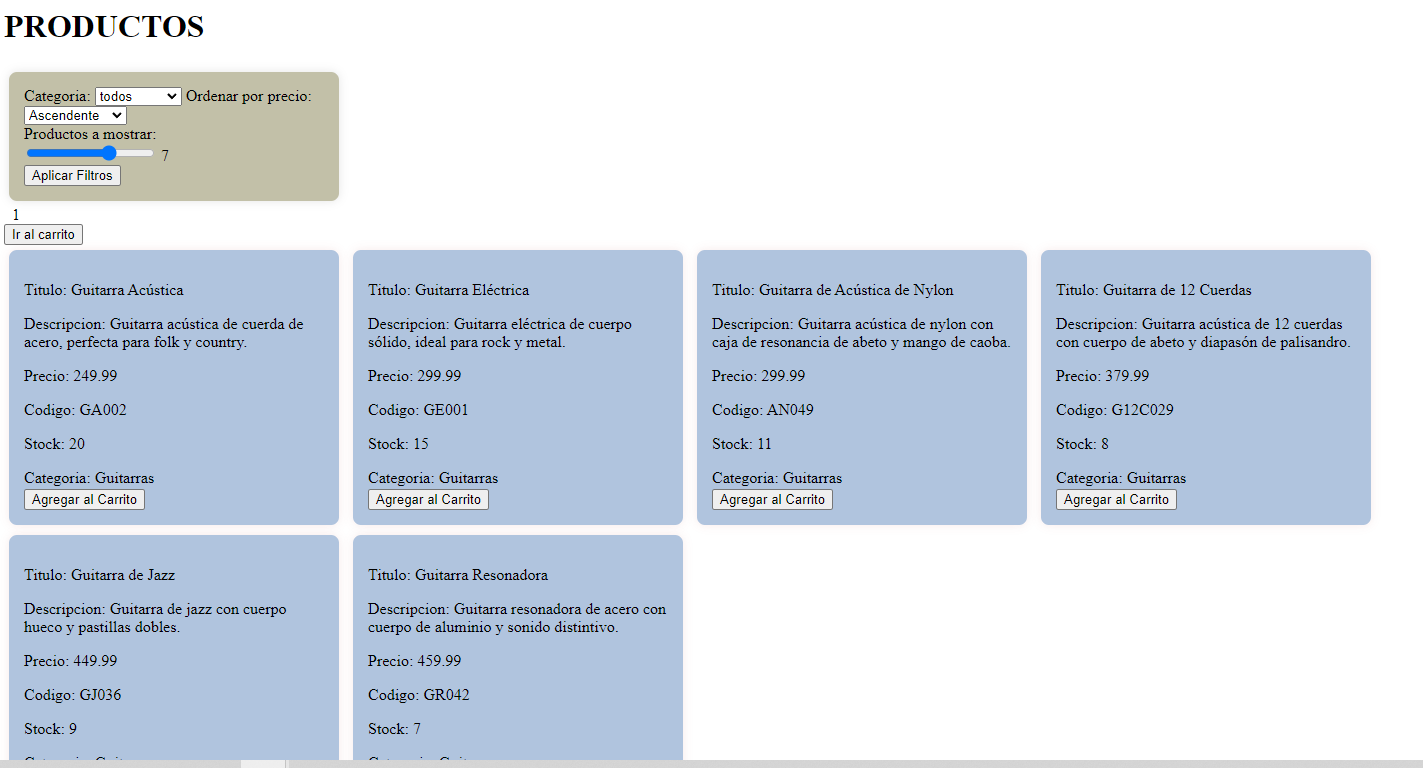 PRODUCTOS
Categoria: todos Ordenar por precio:
Ascendente
Productos a mostrar:
7
Aplicar Filtros
1
Ir al carrito
Titulo: Guitarra Acústica
Descripcion: Guitarra acústica de cuerda de
acero, perfecta para folk y country.
Precio: 249.99
Codigo: GA002
Stock: 20
Categoria: Guitarras
Agregar al Carrito
Titulo: Guitarra Eléctrica
Descripcion: Guitarra eléctrica de cuerpo
sólido, ideal para rock y metal.
Precio: 299.99
Codigo: GE001
Stock: 15
Categoria: Guitarras
Agregar al Carrito
Titulo: Guitarra de Acústica de Nylon
Descripcion: Guitarra acústica de nylon con
caja de resonancia de abeto y mango de caoba.
Precio: 299.99
Codigo: AN049
Stock: 11
Categoria: Guitarras
Agregar al Carrito
Titulo: Guitarra de 12 Cuerdas
Descripcion: Guitarra acústica de 12 cuerdas
con cuerpo de abeto y diapasón de palisandro.
Precio: 379.99
Codigo: G12C029
Stock: 8
Categoria: Guitarras
Agregar al Carrito
Titulo: Guitarra de Jazz
Descripcion: Guitarra de jazz con cuerpo
hueco y pastillas dobles.
Precio: 449.99
Codigo: GJ036
Stock: 9
Titulo: Guitarra Resonadora
Descripcion: Guitarra resonadora de acero con
cuerpo de aluminio y sonido distintivo.
Precio: 459.99
Codigo: GR042
Stock: 7